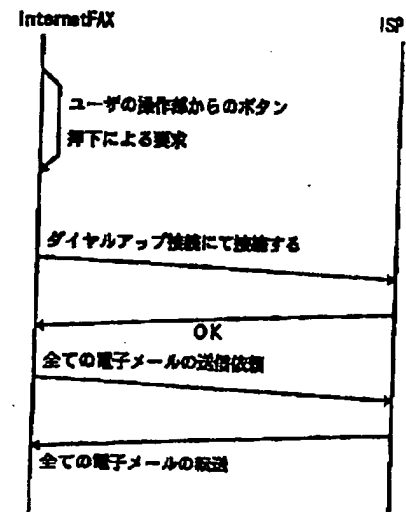 InternetFAX
ISP
ユーザの操作部からのボタン
押下による要求
ダイヤルアップ接続にて接続する
OK
全ての電子メールの送信依頼
全ての電子メールの転送